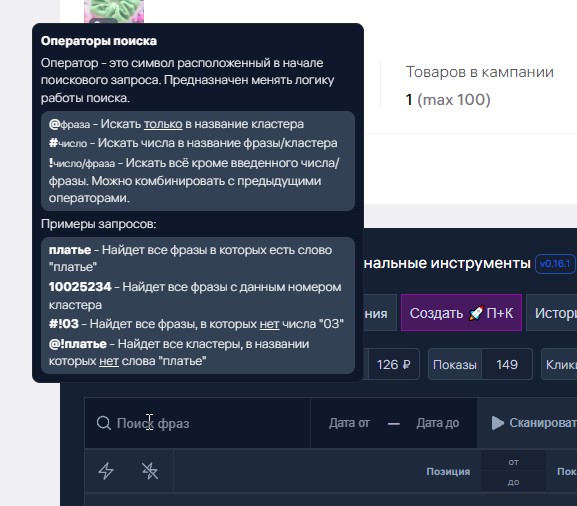 Операторы поиска
Оператор - это символ расположенный в начале
поискового запроса. Предназначен менять логику
работы поиска.
@фраза - Искать только в название кластера
#число - Искать числа в название фразы/кластера
!число/фраза - Искать всё кроме введенного числа/
фразы. Можно комбинировать с предыдущими
операторами.
Примеры запросов:
платье - Найдет все фразы в которых есть слово
"платье"
10025234 - Найдет все фразы с данным номером
кластера
#!03 - Найдет все фразы, в которых нет числа "03"
@!платье - Найдет все кластеры, в названии
которых нет слова "платье"
Товаров в кампании
1 (max 100)
нальные инструменты v0.16.1
ния Создать П+К Истори
126 ₽ Показы 149 Клики
Поиск фраз Дата от — Дата до Сканироват
Позиция от до Пок